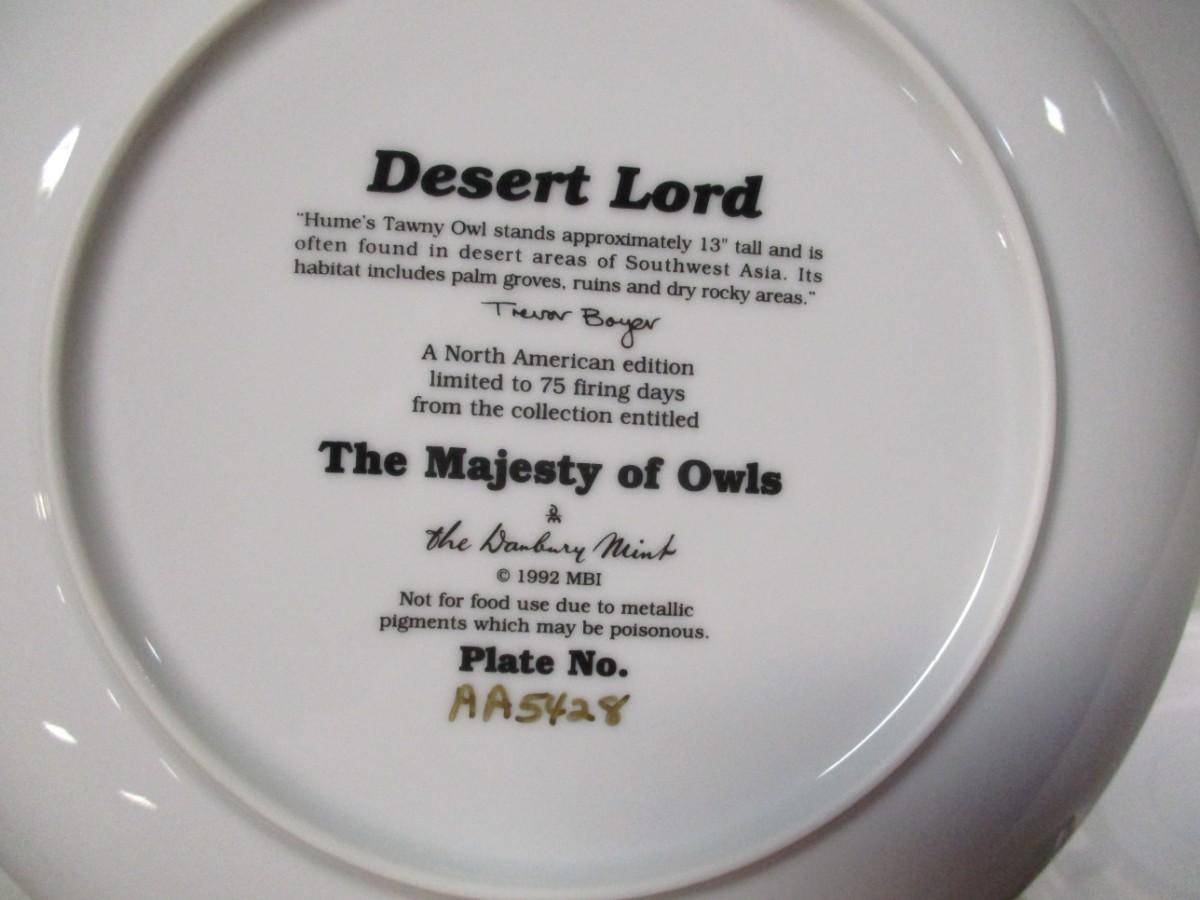 Desert Lord
"Hume's Tawny Owl stands approximately 13" tall and is
often found in desert areas of Southwest Asia. Its
habitat includes palm groves, ruins and dry rocky areas."
Trevor Boyer
A North American edition
limited to 75 firing days
from the collection entitled
The Majesty of Owls
the Danbury Mint
© 1992 MBI
Not for food use due to metallic
pigments which may be poisonous.
Plate No.
AA5428